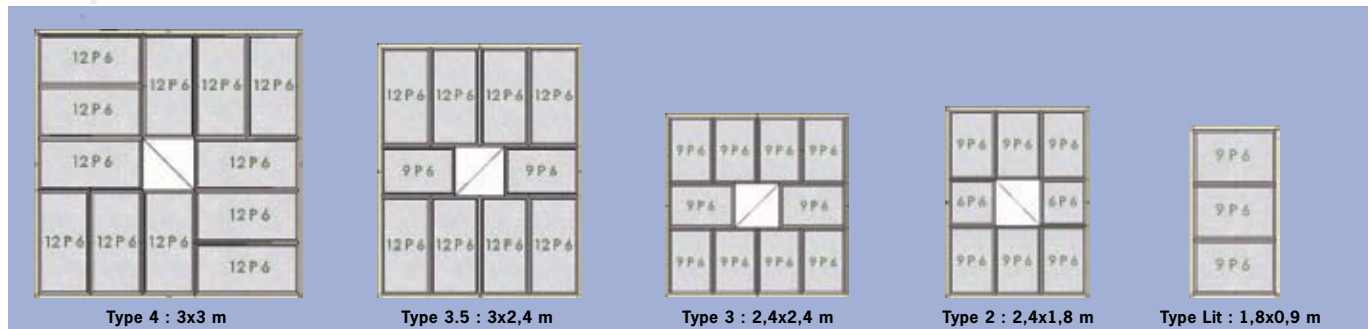 12P6
12P6 12P6 12P6
12P6
12P6 12P6
12P6
12P6 12P6 12P6
12P6
Type 4 : 3x3 m
12P6 12P6 12P6 12P6
9P6 9P6
12P6 12P6 12P6 12P6
Type 3.5 : 3x2,4 m
9P6 9P6 9P6 9P6
9P6 9P6
9P6 9P6 9P6 9P6
Type 3 : 2,4x2,4 m
9P6 9P6 9P6
6P6 6P6
9P6 9P6 9P6
Type 2 : 2,4x1,8 m
9P6
9P6
9P6
Type Lit : 1,8x0,9 m